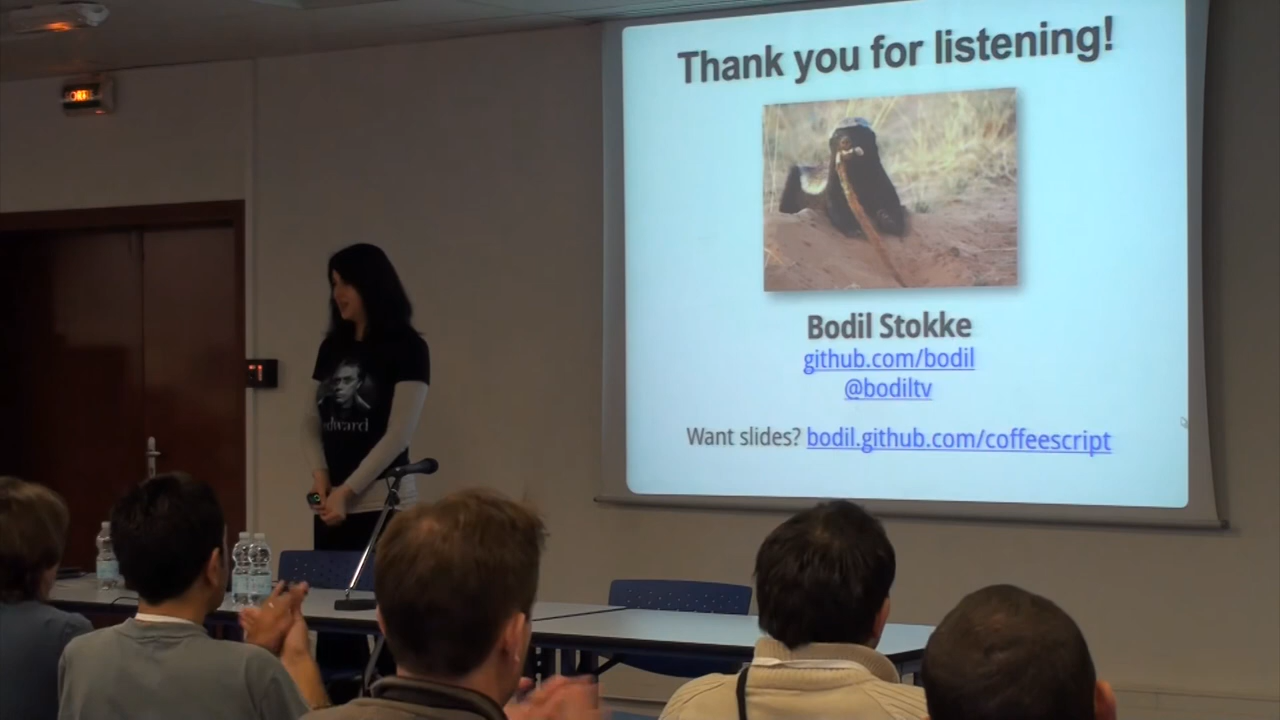 Thank you for listening!
Bodil Stokke
github.com/bodil
@bodiltv
Want slides? bodil.github.com/coffeescript
edward